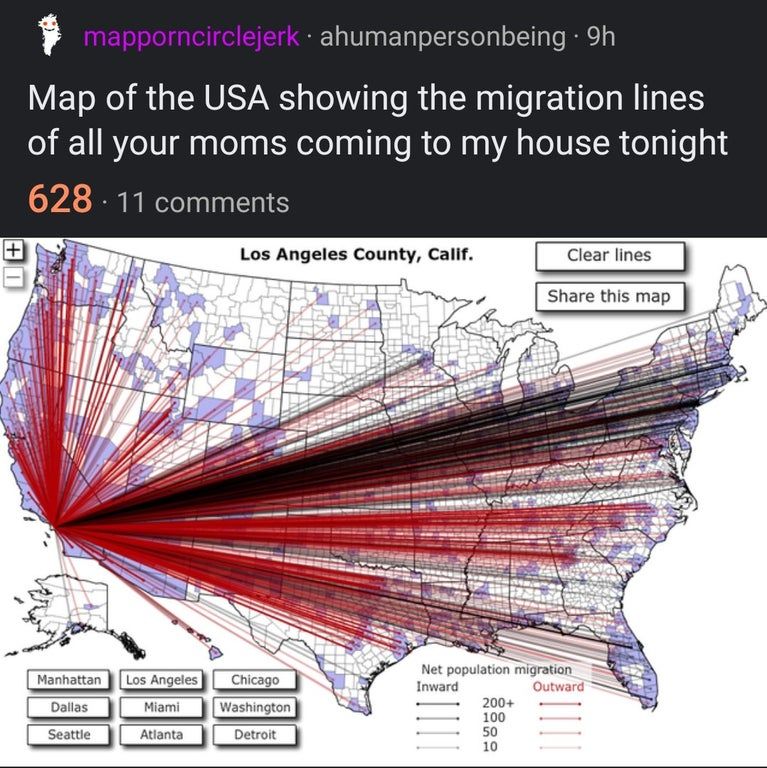 mapporncirclejerk · ahumanpersonbeing · 9h
Map of the USA showing the migration lines
of all your moms coming to my house tonight
628 · 11 comments
+
−
Los Angeles County, Calif.
Clear lines
Share this map
Manhattan Los Angeles Chicago
Dallas Miami Washington
Seattle Atlanta Detroit
Net population migration
Inward Outward
200+
100
50
10